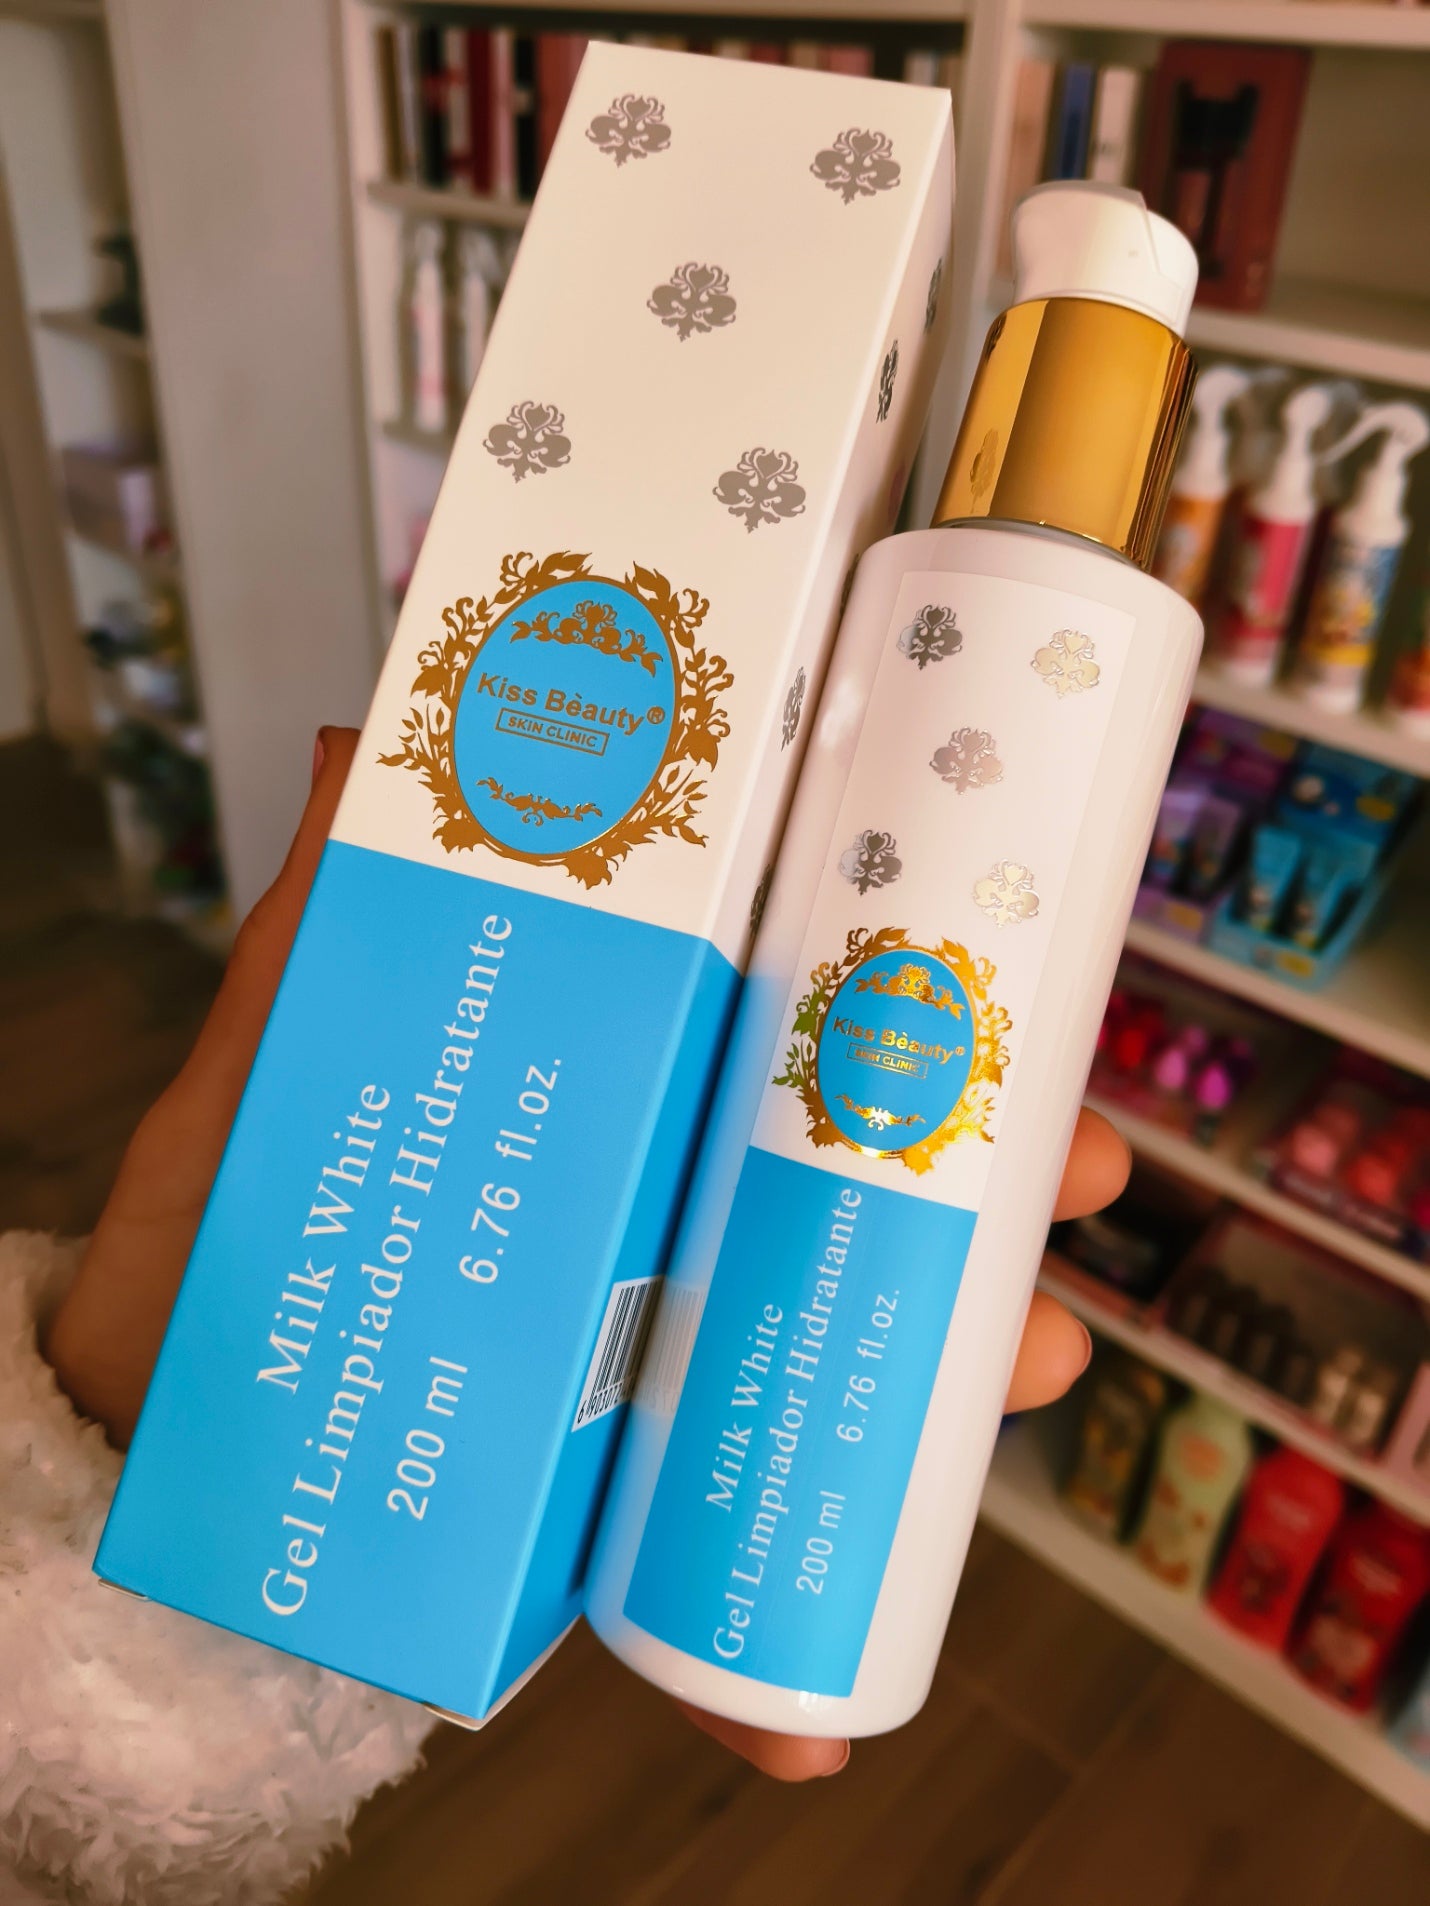 Kiss Bèauty®
SKIN CLINIC
Milk White
Gel Limpiador Hidratante
200 ml 6.76 fl.oz.
Kiss Bèauty®
SKIN CLINIC
Milk White
Gel Limpiador Hidratante
200 ml 6.76 fl.oz.